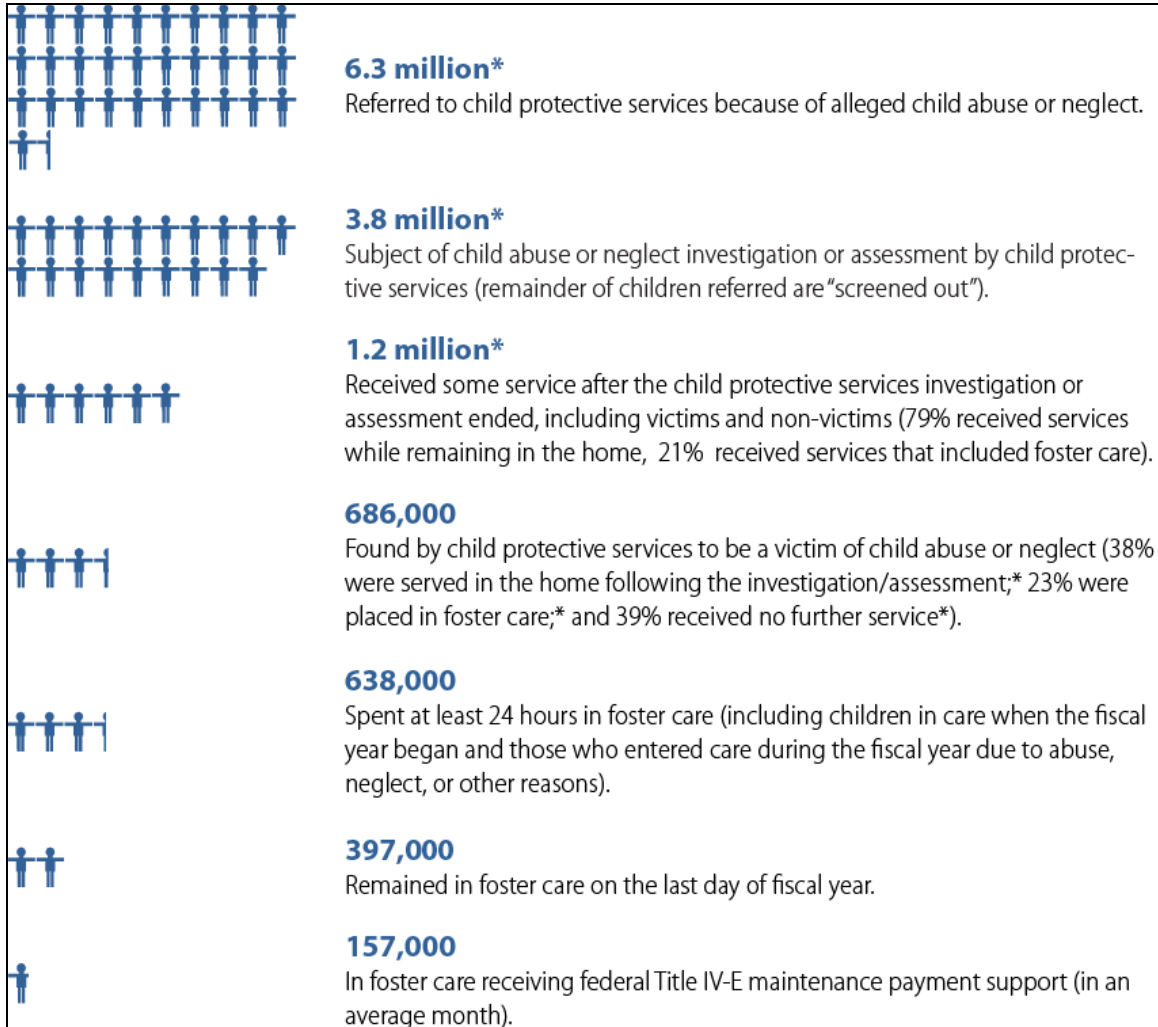 6.3 million*
Referred to child protective services because of alleged child abuse or neglect.
3.8 million*
Subject of child abuse or neglect investigation or assessment by child protec-
tive services (remainder of children referred are “screened out”).
1.2 million*
Received some service after the child protective services investigation or
assessment ended, including victims and non-victims (79% received services
while remaining in the home, 21% received services that included foster care).
686,000
Found by child protective services to be a victim of child abuse or neglect (38%
were served in the home following the investigation/assessment;* 23% were
placed in foster care;* and 39% received no further service*).
638,000
Spent at least 24 hours in foster care (including children in care when the fiscal
year began and those who entered care during the fiscal year due to abuse,
neglect, or other reasons).
397,000
Remained in foster care on the last day of fiscal year.
157,000
In foster care receiving federal Title IV-E maintenance payment support (in an
average month).